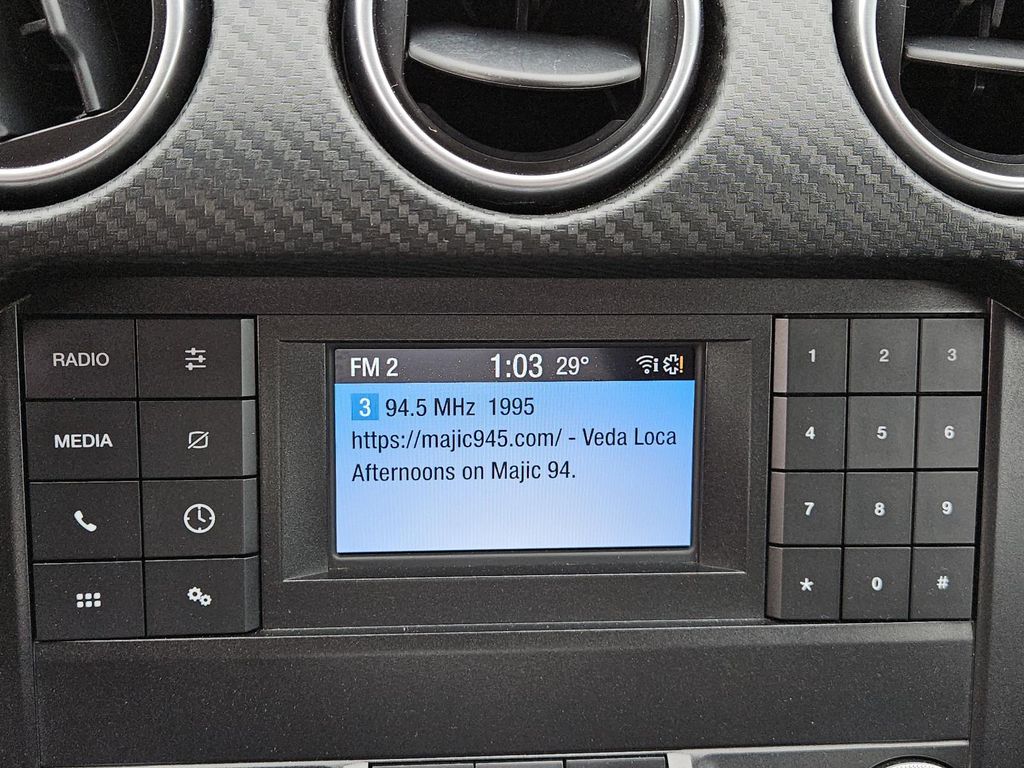 FM 2 1:03 29°
3 94.5 MHz 1995
https://majic945.com/ - Veda Loca
Afternoons on Majic 94.
RADIO
MEDIA
1 2 3
4 5 6
7 8 9
* 0 #